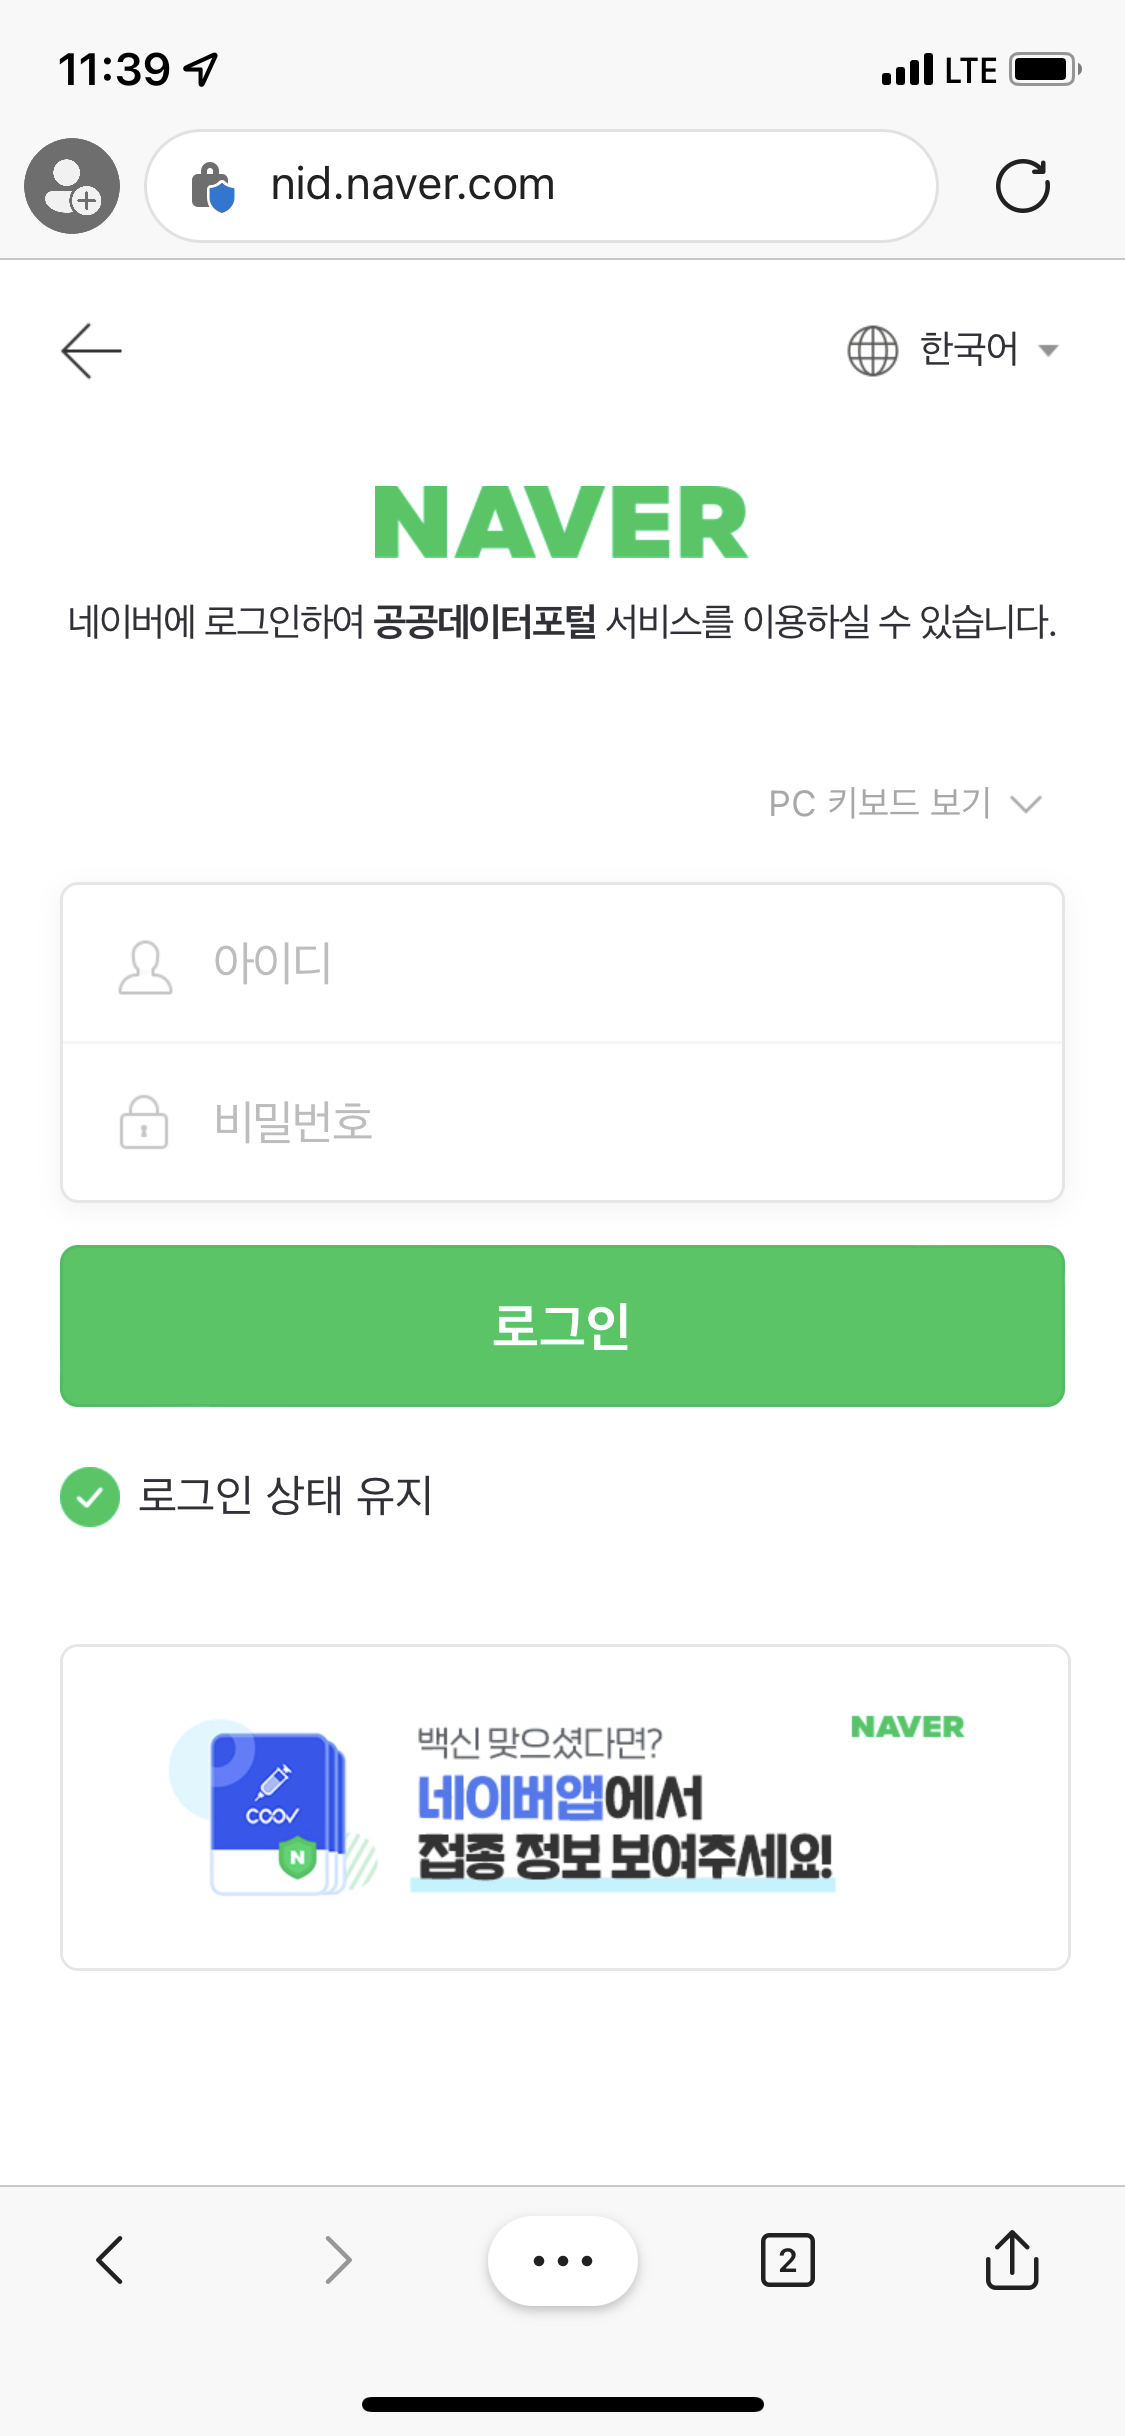 11:39
LTE
nid.naver.com
한국어
NAVER
네이버에 로그인하여 공공데이터포털 서비스를 이용하실 수 있습니다.
PC 키보드 보기
아이디
비밀번호
로그인
로그인 상태 유지
백신 맞으셨다면?
NAVER
네이버앱에서
접종 정보 보여주세요!
COOV
N
2